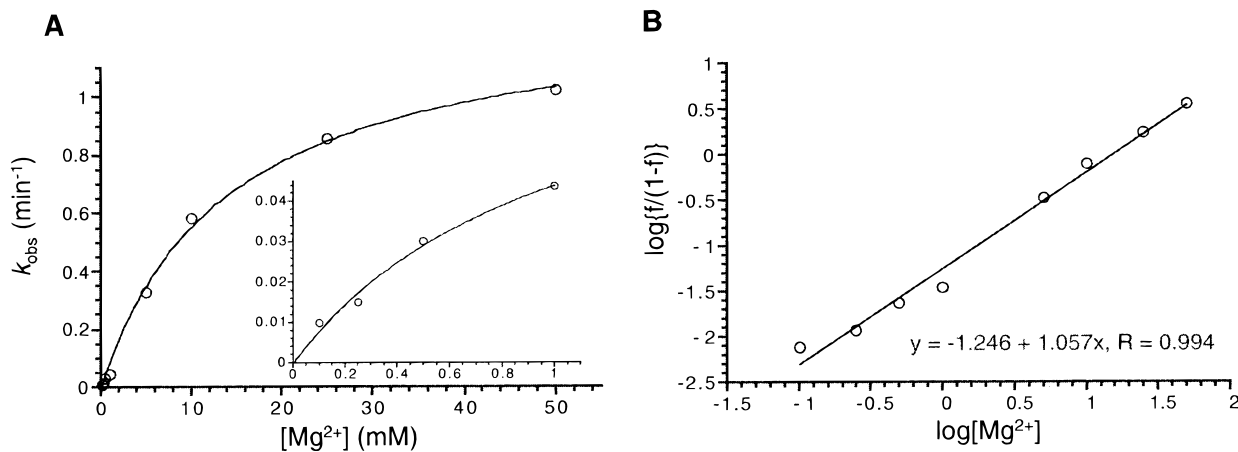 A
k_obs (min⁻¹)
1
0.8
0.6
0.4
0.2
0
0.04
0.03
0.02
0.01
0
0 0.2 0.4 0.6 0.8 1
0 10 20 30 40 50
[Mg²⁺] (mM)
B
log{f/(1-f)}
1
0.5
0
-0.5
-1
-1.5
-2
-2.5
y = -1.246 + 1.057x, R = 0.994
-1.5 -1 -0.5 0 0.5 1 1.5 2
log[Mg²⁺]